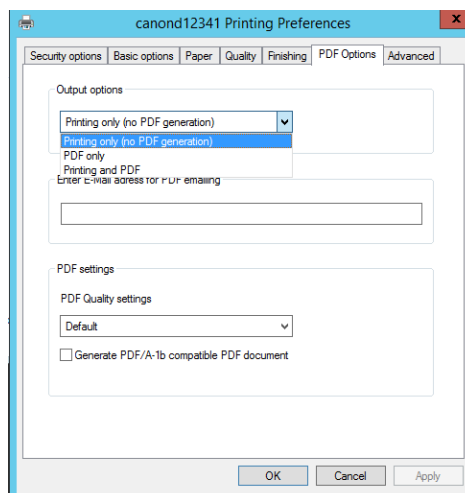 canond12341 Printing Preferences
x
Security options Basic options Paper Quality Finishing PDF Options Advanced
Output options
Printing only (no PDF generation)
Printing only (no PDF generation)
PDF only
Printing and PDF
Enter E-Mail adress for PDF emailing
PDF settings
PDF Quality settings
Default
Generate PDF/A-1b compatible PDF document
OK Cancel Apply